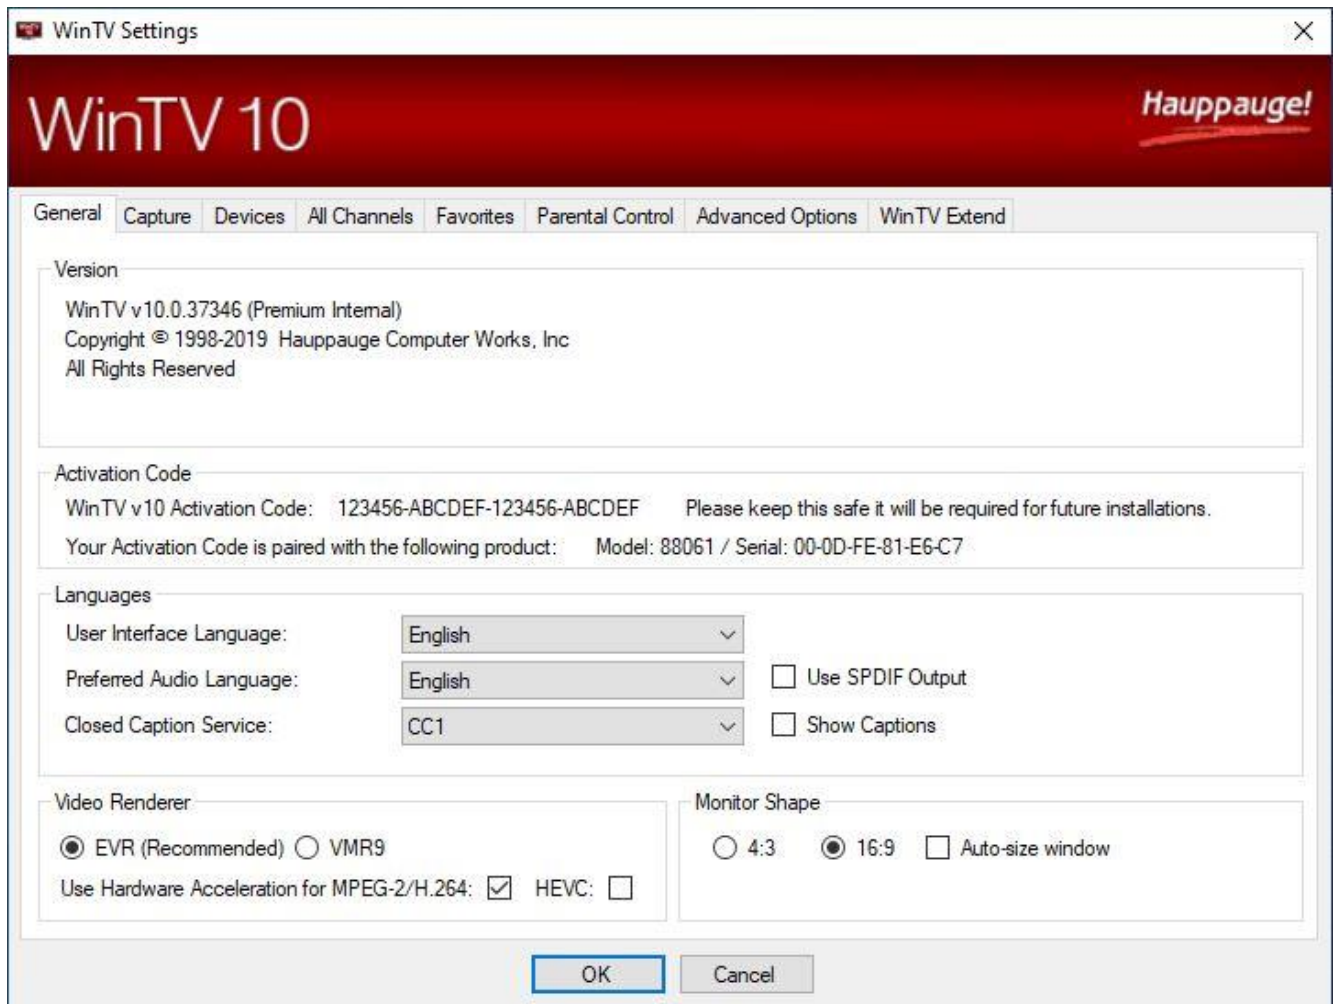 WinTV Settings
WinTV 10
Hauppauge!
General Capture Devices All Channels Favorites Parental Control Advanced Options WinTV Extend
Version
WinTV v10.0.37346 (Premium Internal)
Copyright © 1998-2019 Hauppauge Computer Works, Inc
All Rights Reserved
Activation Code
WinTV v10 Activation Code: 123456-ABCDEF-123456-ABCDEF Please keep this safe it will be required for future installations.
Your Activation Code is paired with the following product: Model: 88061 / Serial: 00-0D-FE-81-E6-C7
Languages
User Interface Language: English
Preferred Audio Language: English Use SPDIF Output
Closed Caption Service: CC1 Show Captions
Video Renderer
EVR (Recommended) VMR9
Use Hardware Acceleration for MPEG-2/H.264: HEVC:
Monitor Shape
4:3 16:9 Auto-size window
OK Cancel